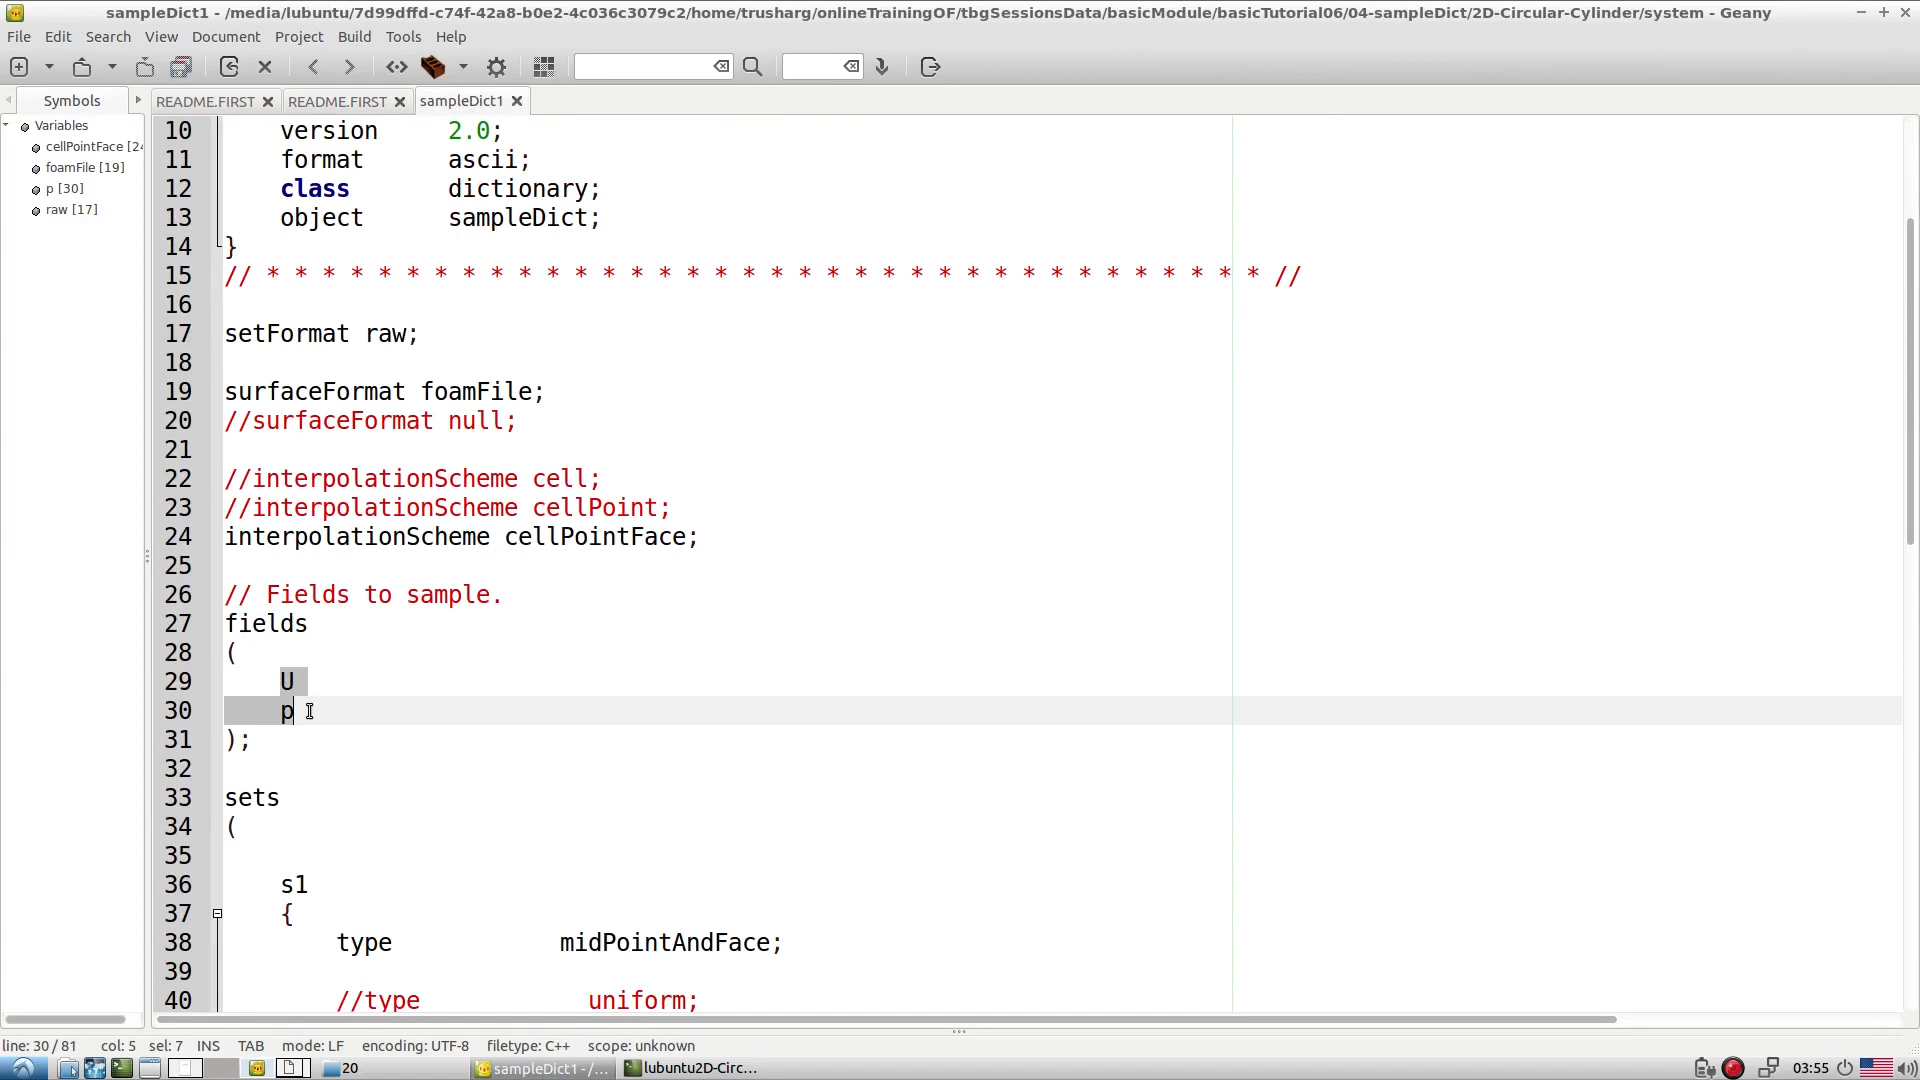 sampleDict1 - /media/lubuntu/7d99dffd-c74f-42a8-b0e2-4c036c3079c2/home/trusharg/onlineTrainingOF/tbgSessionsData/basicModule/basicTutorial06/04-sampleDict/2D-Circular-Cylinder/system - Geany
File Edit Search View Document Project Build Tools Help
Symbols README.FIRST README.FIRST sampleDict1
Variables
cellPointFace [24
foamFile [19]
p [30]
raw [17]
10 version 2.0;
11 format ascii;
12 class dictionary;
13 object sampleDict;
14 }
15 // * * * * * * * * * * * * * * * * * * * * * * * * * * * * * * * * * * * * //
16
17 setFormat raw;
18
19 surfaceFormat foamFile;
20 //surfaceFormat null;
21
22 //interpolationScheme cell;
23 //interpolationScheme cellPoint;
24 interpolationScheme cellPointFace;
25
26 // Fields to sample.
27 fields
28 (
29 U
30 p
31 );
32
33 sets
34 (
35
36 s1
37 {
38 type midPointAndFace;
39
40 //type uniform;
line: 30 / 81 col: 5 sel: 7 INS TAB mode: LF encoding: UTF-8 filetype: C++ scope: unknown
20 sampleDict1 - /... lubuntu2D-Circ... 03:55